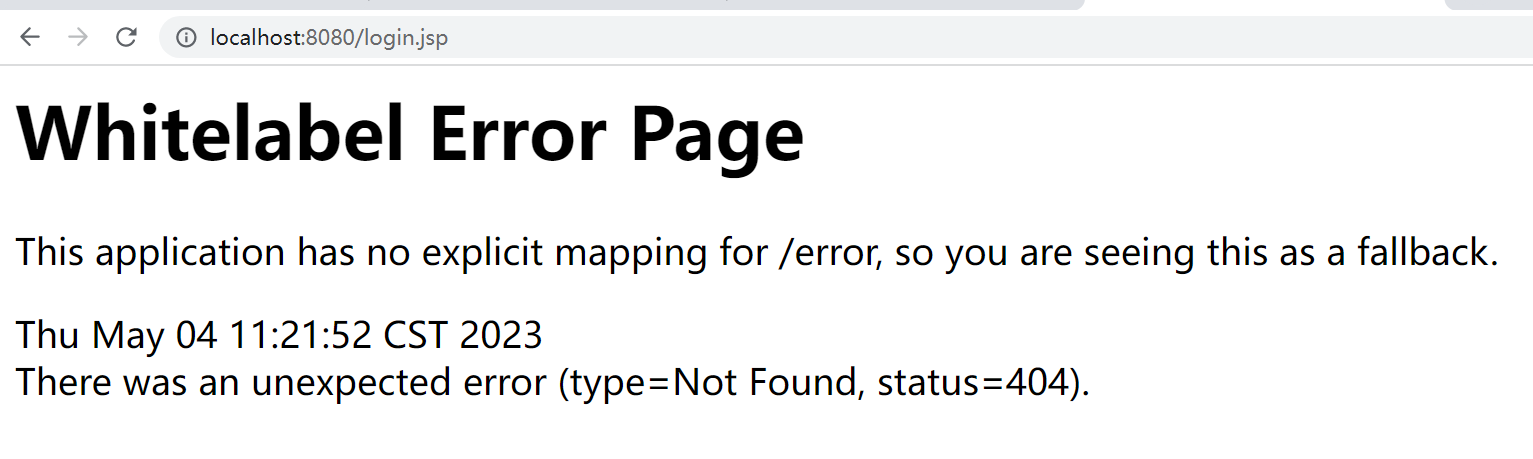 localhost:8080/login.jsp
Whitelabel Error Page
This application has no explicit mapping for /error, so you are seeing this as a fallback.
Thu May 04 11:21:52 CST 2023
There was an unexpected error (type=Not Found, status=404).